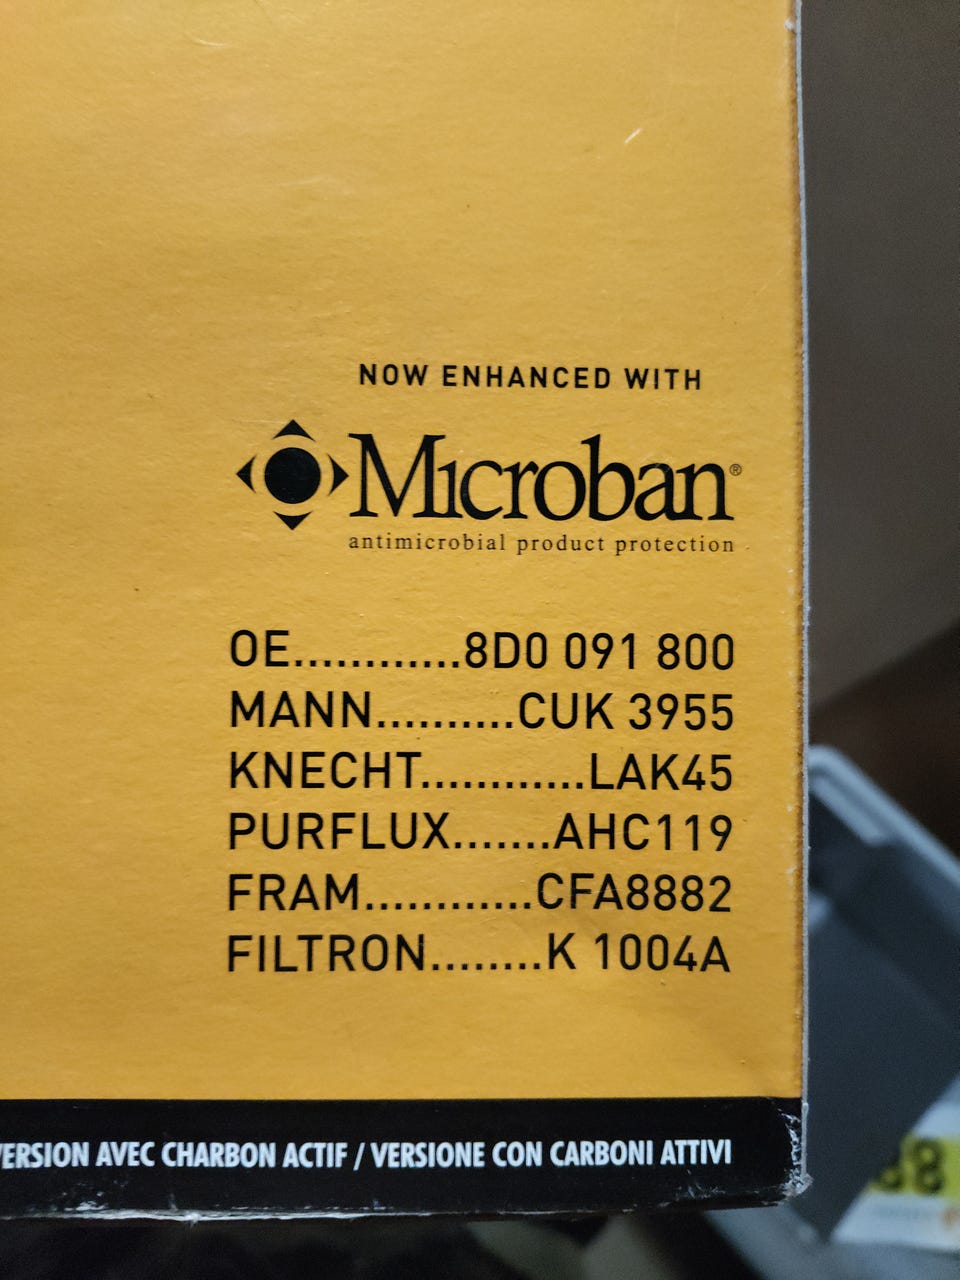 NOW ENHANCED WITH
Microban®
antimicrobial product protection
OE............8D0 091 800
MANN..........CUK 3955
KNECHT............LAK45
PURFLUX.......AHC119
FRAM............CFA8882
FILTRON........K 1004A
AVEC CHARBON ACTIF / VERSIONE CON CARBONI ATTIVI